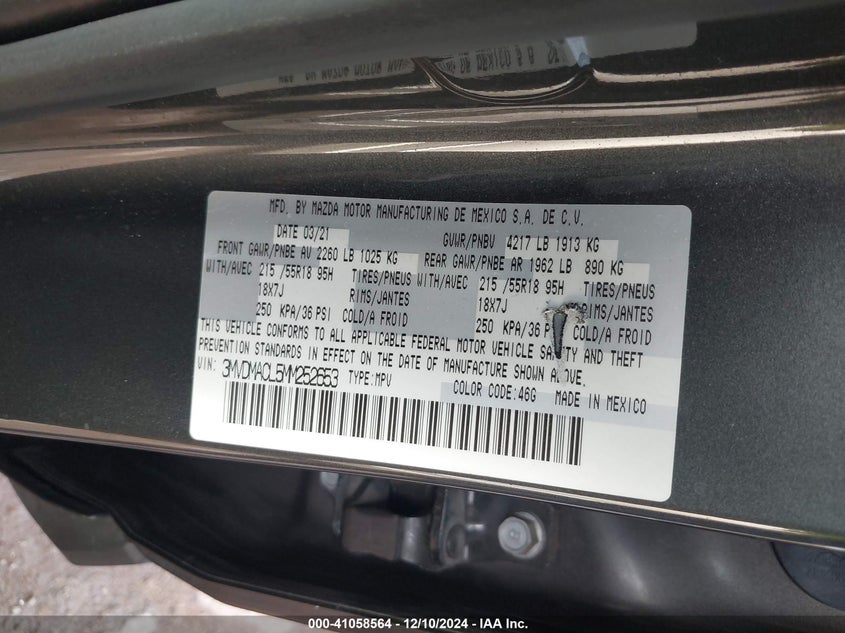 MFD. BY MAZDA MOTOR MANUFACTURING DE MEXICO S.A. DE C.V.
DATE 03/21 GVWR/PNBV 4217 LB 1913 KG
FRONT GAWR/PNBE AV 2260 LB 1025 KG REAR GAWR/PNBE AR 1962 LB 890 KG
WITH/AVEC 215 /55R18 95H TIRES/PNEUS WITH/AVEC 215 /55R18 95H TIRES/PNEUS
18X7J RIMS/JANTES 18X7J RIMS/JANTES
250 KPA/36 PSI COLD/A FROID 250 KPA/36 COLD/A FROID
THIS VEHICLE CONFORMS TO ALL APPLICABLE FEDERAL MOTOR VEHICLE AND THEFT
PREVENTION STANDARDS IN EFFECT ON THE DATE OF MANUFACTURE SHOWN
VIN: 3MVDMACL5MM252653 TYPE:MPV COLOR CODE:46G MADE IN MEXICO
000-41058564 — 12/10/2024 — IAA Inc.